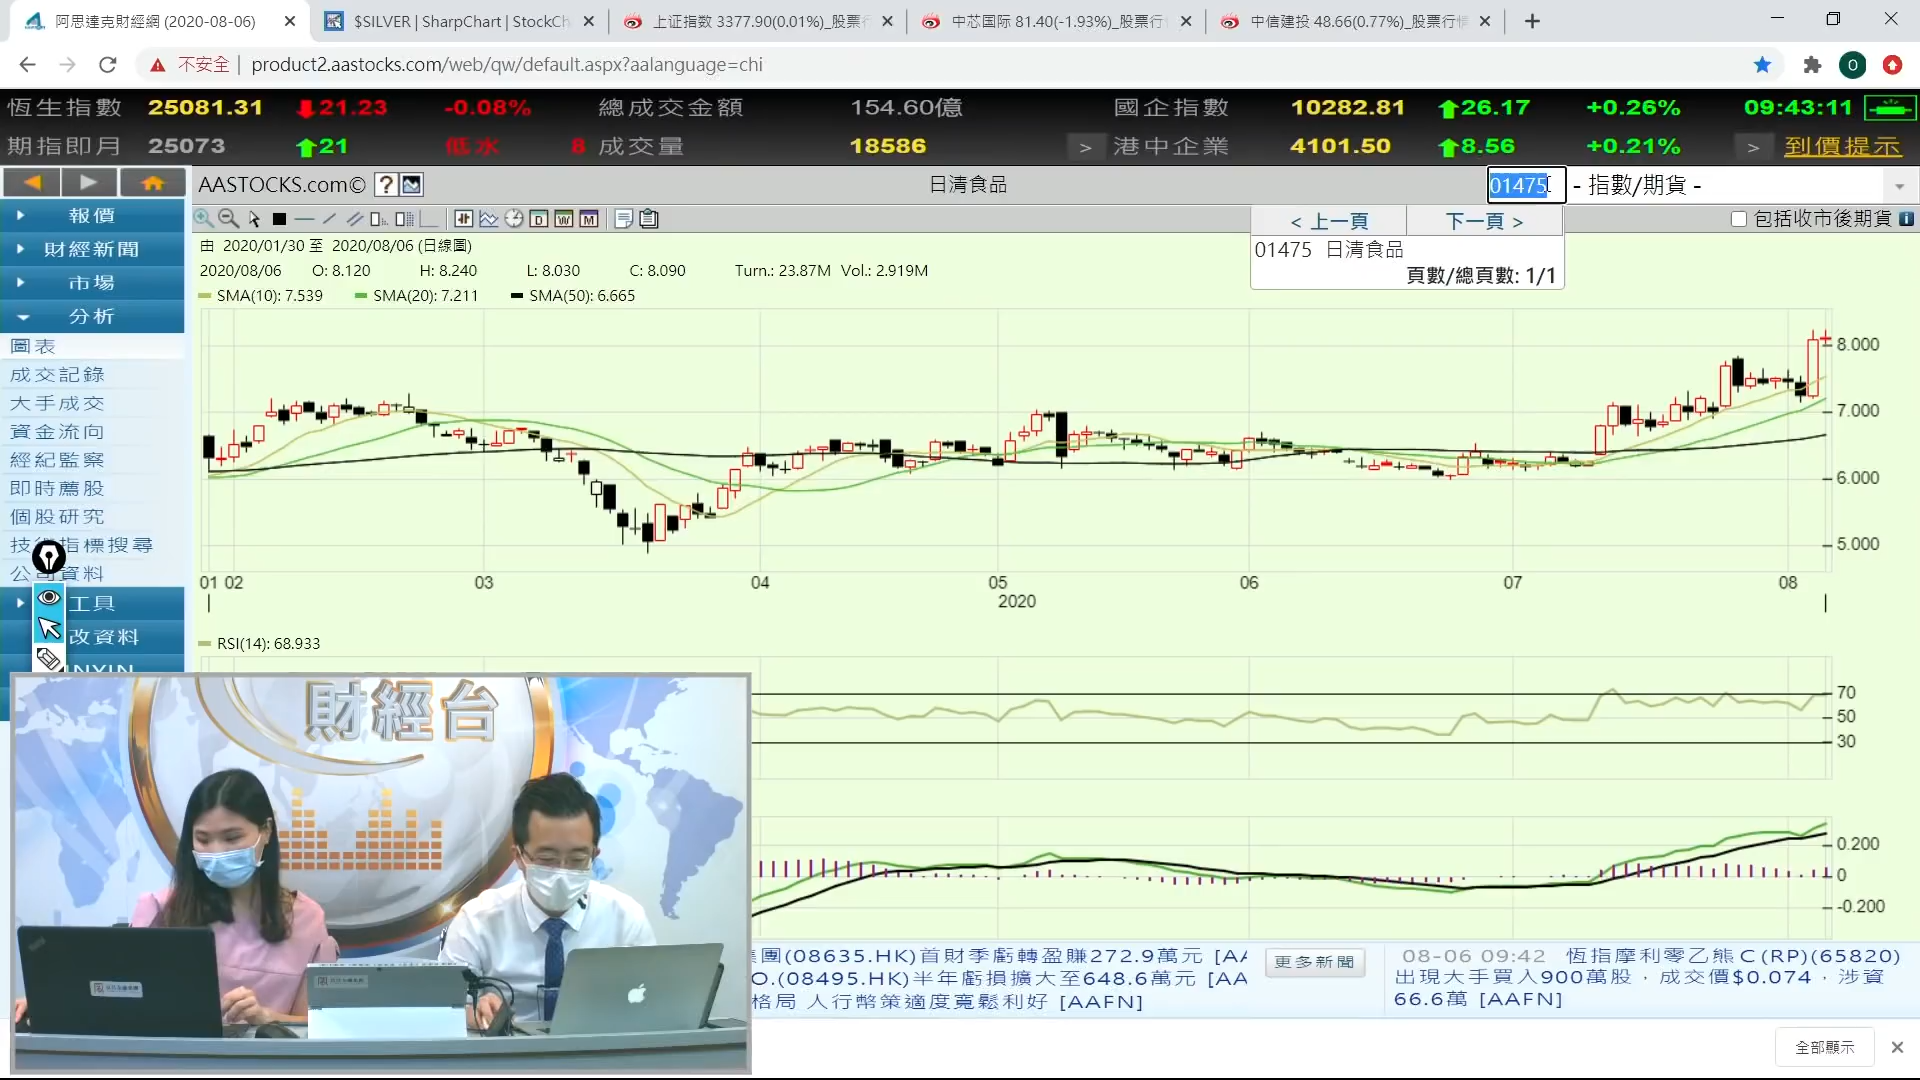 阿思達克財經網 (2020-08-06)
$SILVER | SharpChart | StockCh
上证指数 3377.90(0.01%)_股票行
中芯国际 81.40(-1.93%)_股票行
中信建投 48.66(0.77%)_股票行情
不安全 | product2.aastocks.com/web/qw/default.aspx?aalanguage=chi
O
恆生指數 25081.31 21.23 -0.08% 總成交金額 154.60億 國企指數 10282.81 26.17 +0.26% 09:43:11
期指即月 25073 21 低水 8 成交量 18586 > 港中企業 4101.50 8.56 +0.21% > 到價提示
AASTOCKS.com© ? 日清食品 01475 - 指數/期貨 -
D W M
< 上一頁 下一頁 >
包括收市後期貨
01475 日清食品
頁數/總頁數: 1/1
報價
財經新聞
市場
分析
圖表
成交記錄
大手成交
資金流向
經紀監察
即時薦股
個股研究
指標搜尋
資料
工具
改資料
由 2020/01/30 至 2020/08/06 (日線圖)
2020/08/06 O: 8.120 H: 8.240 L: 8.030 C: 8.090 Turn.: 23.87M Vol.: 2.919M
SMA(10): 7.539 SMA(20): 7.211 SMA(50): 6.665
8.000
7.000
6.000
5.000
01 02 03 04 05 06 07 08
2020
RSI(14): 68.933
70
50
30
0.200
0
-0.200
財經台
集團(08635.HK)首財季虧轉盈賺272.9萬元 [AA
O.(08495.HK)半年虧損擴大至648.6萬元 [AA
格局 人行幣策適度寬鬆利好 [AAFN]
更多新聞
08-06 09:42 恆指摩利零乙熊C(RP)(65820)
出現大手買入900萬股，成交價$0.074，涉資
66.6萬 [AAFN]
全部顯示